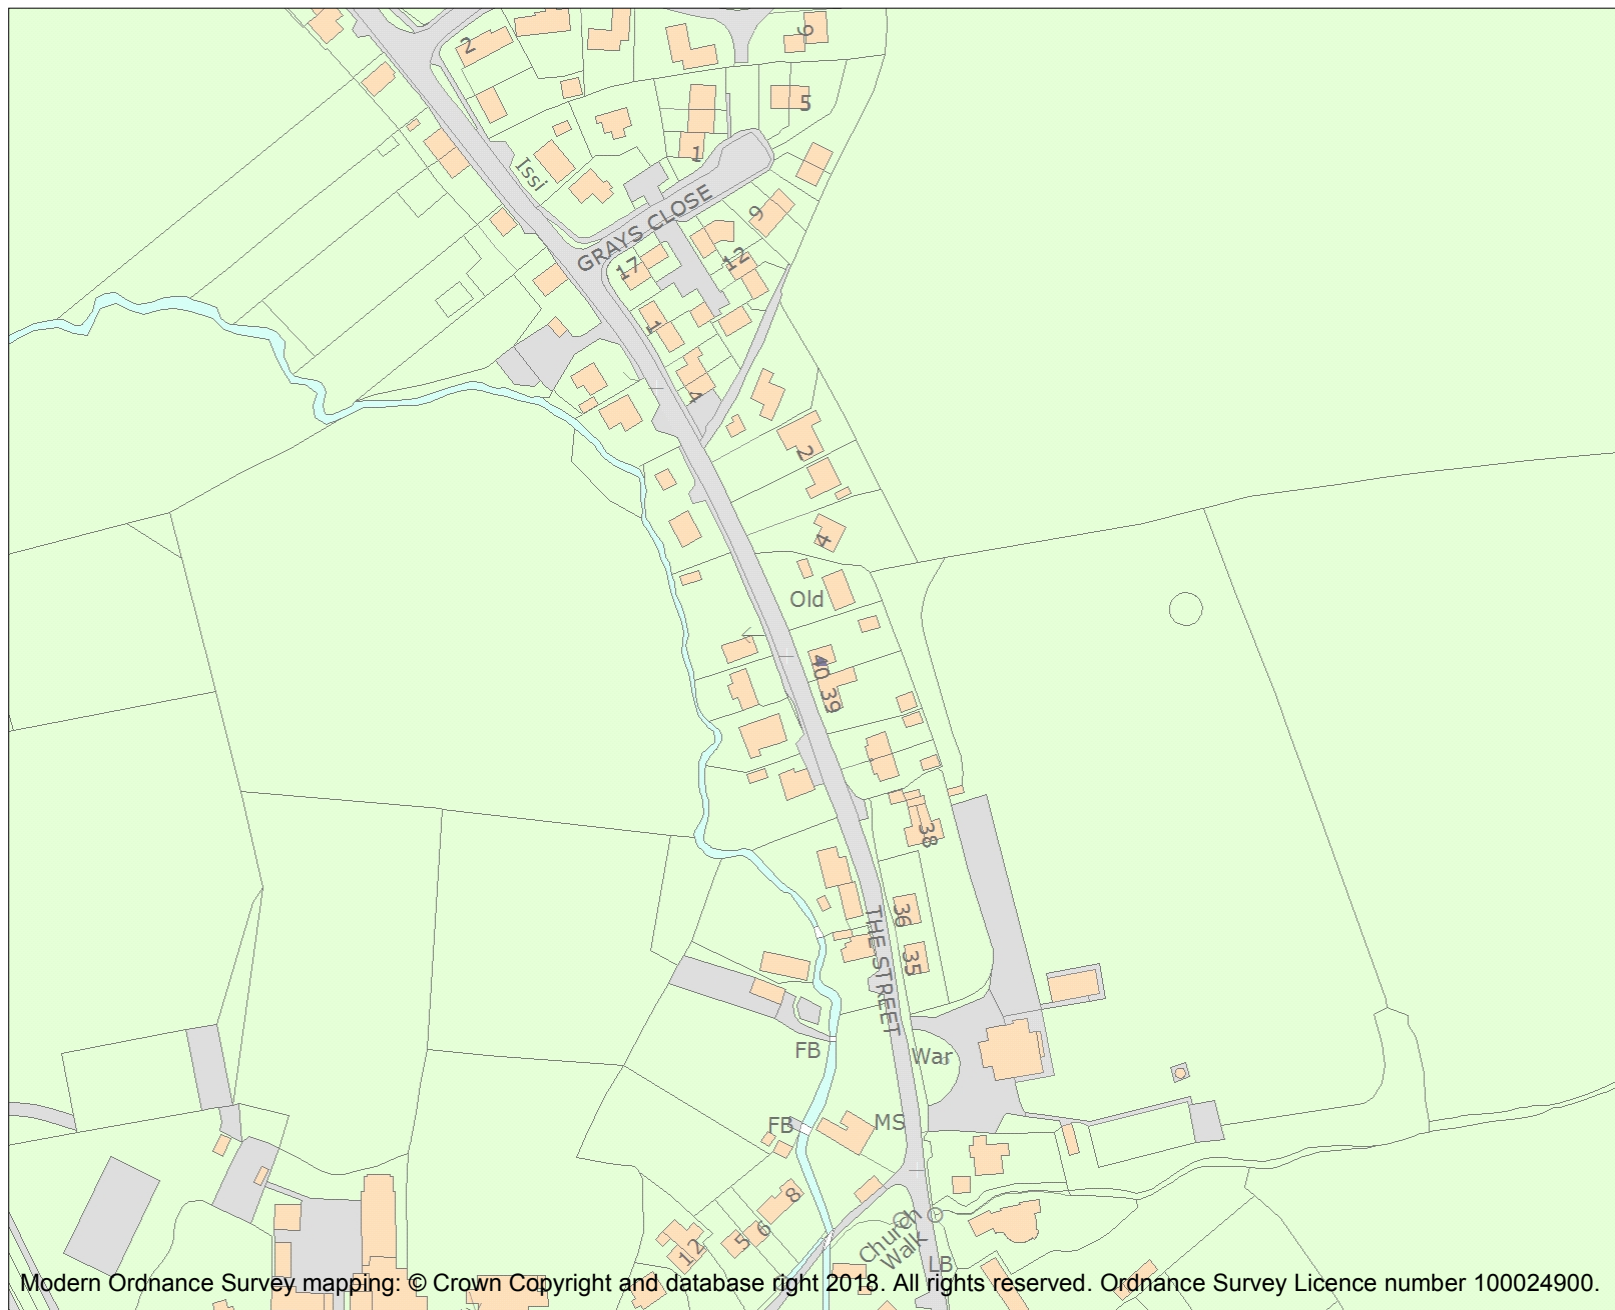 2
9
5
Issi
1
GRAYS CLOSE
9
17
12
1
4
2
4
Old
40
39
38
36
THE STREET
35
FB
War
FB
MS
8
6
5
12
Church
Walk
LB
Modern Ordnance Survey mapping: © Crown Copyright and database right 2018. All rights reserved. Ordnance Survey Licence number 100024900.